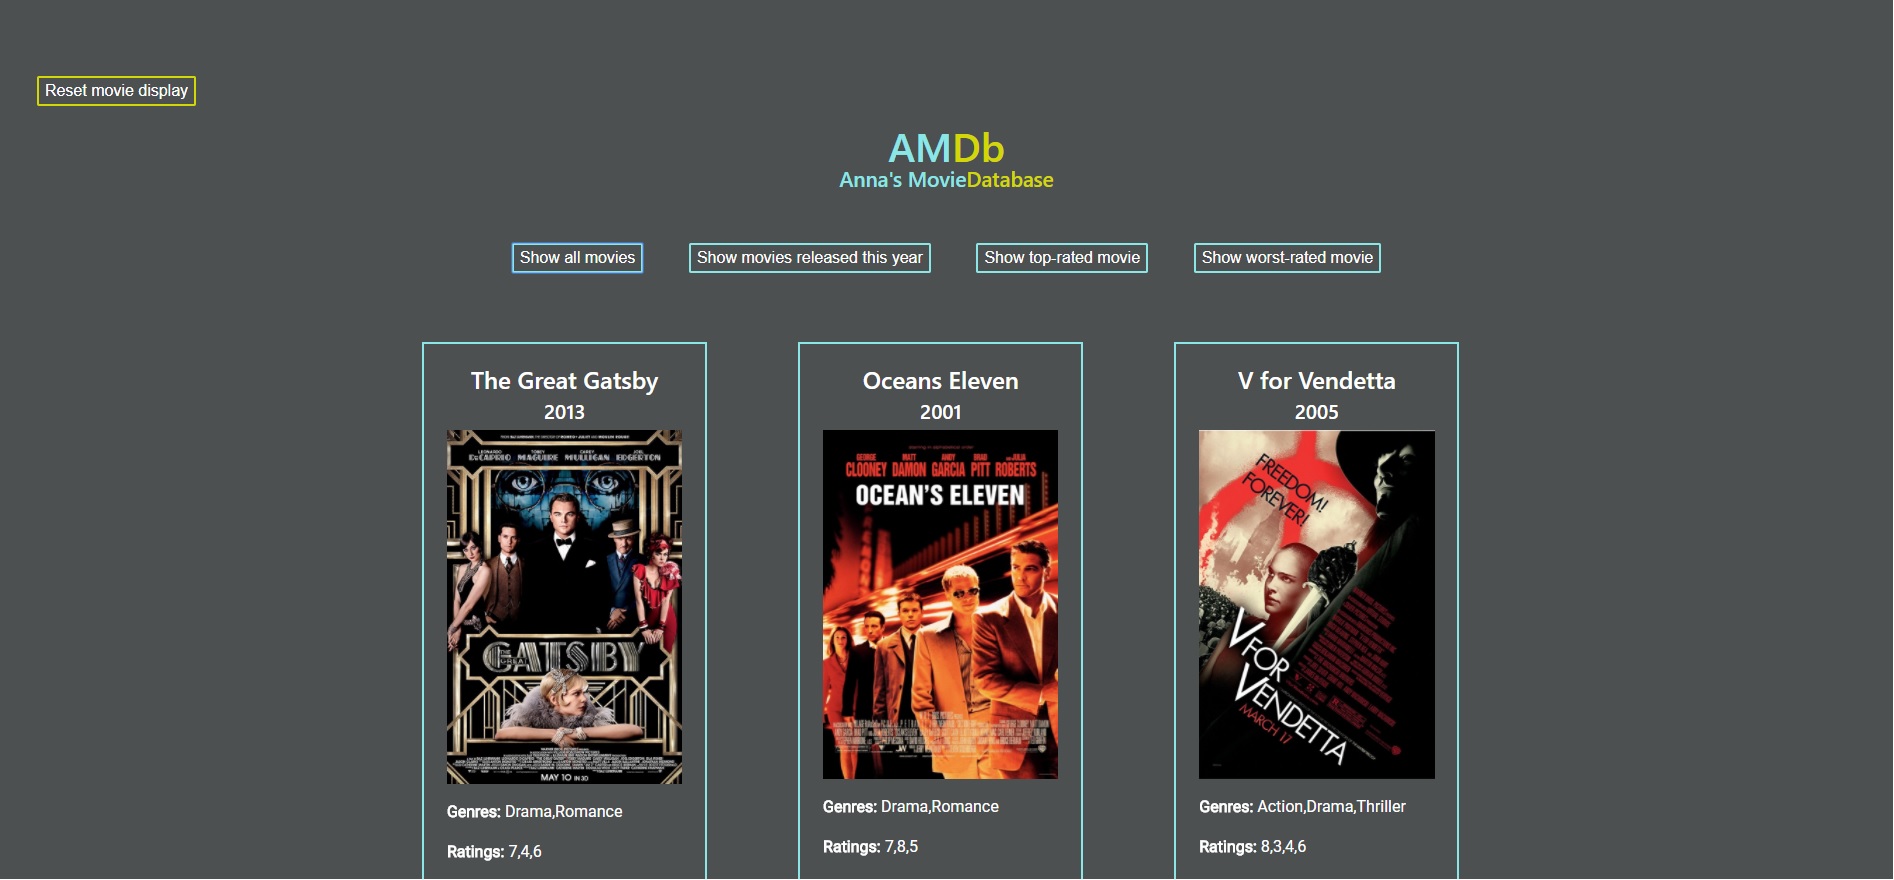 Reset movie display
AMDb
Anna's MovieDatabase
Show all movies
Show movies released this year
Show top-rated movie
Show worst-rated movie
The Great Gatsby
2013
LEONARDO DiCAPRIO TOBEY MAGUIRE CAREY MULLIGAN JOEL EDGERTON
THE GREAT
GATSBY
MAY 10 IN 3D
Genres: Drama,Romance
Ratings: 7,4,6
Oceans Eleven
2001
GEORGE CLOONEY MATT DAMON ANDY GARCIA BRAD PITT AND JULIA ROBERTS
OCEAN'S ELEVEN
Genres: Drama,Romance
Ratings: 7,8,5
V for Vendetta
2005
FREEDOM!
FOREVER!
V FOR
VENDETTA
MARCH 17
Genres: Action,Drama,Thriller
Ratings: 8,3,4,6